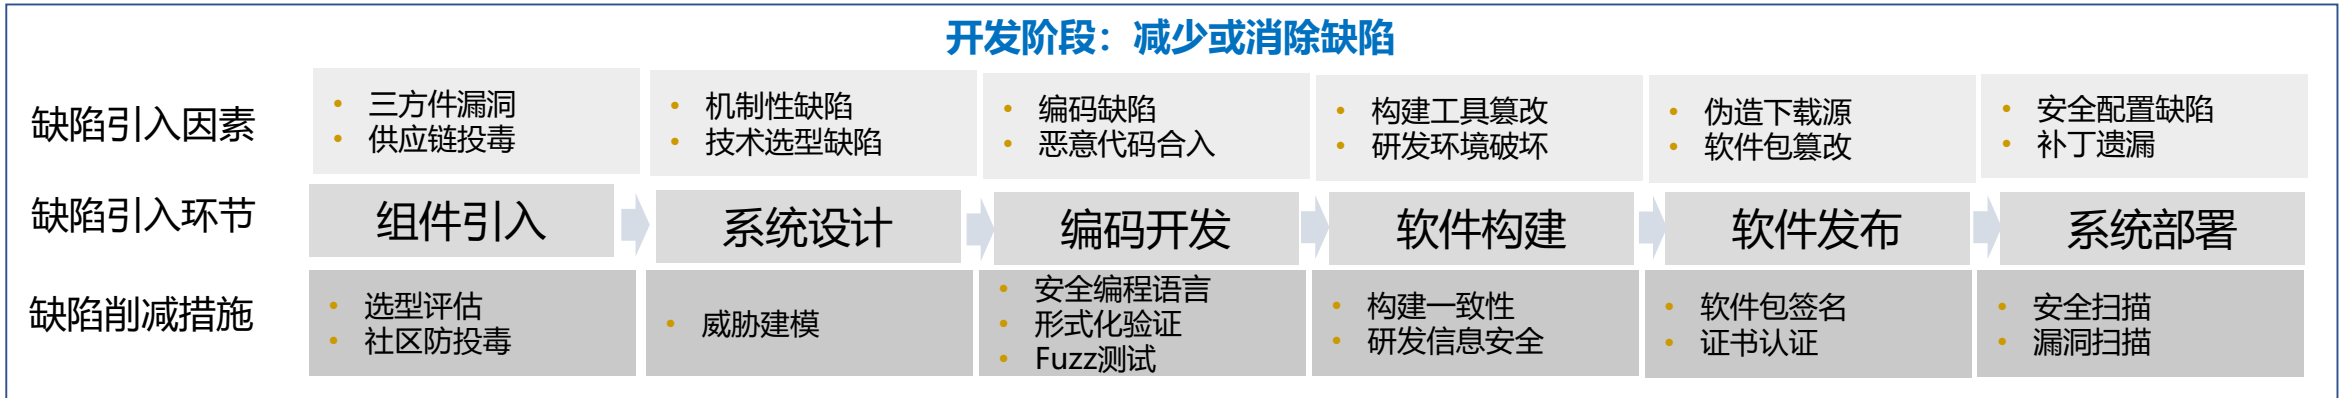 开发阶段：减少或消除缺陷
缺陷引入因素
• 三方件漏洞
• 供应链投毒
• 机制性缺陷
• 技术选型缺陷
• 编码缺陷
• 恶意代码合入
• 构建工具篡改
• 研发环境破坏
• 伪造下载源
• 软件包篡改
• 安全配置缺陷
• 补丁遗漏
缺陷引入环节
组件引入
系统设计
编码开发
软件构建
软件发布
系统部署
缺陷削减措施
• 选型评估
• 社区防投毒
• 威胁建模
• 安全编程语言
• 形式化验证
• Fuzz测试
• 构建一致性
• 研发信息安全
• 软件包签名
• 证书认证
• 安全扫描
• 漏洞扫描